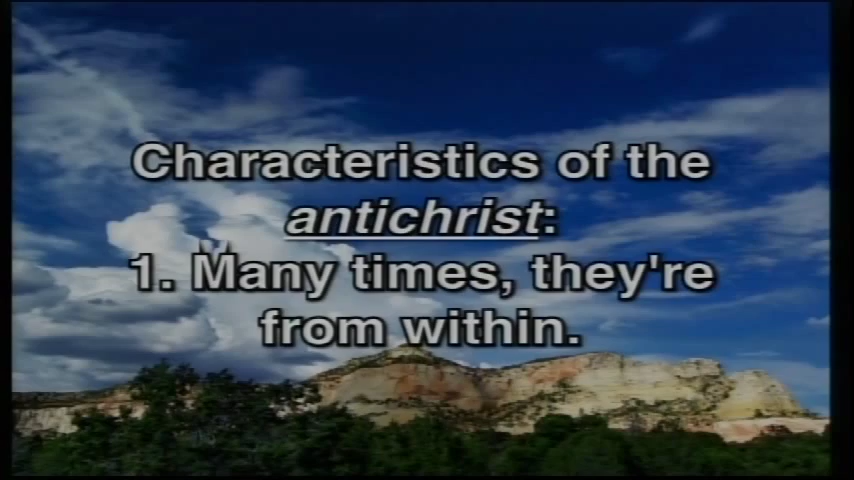 Characteristics of the
antichrist:
1. Many times, they're
from within.